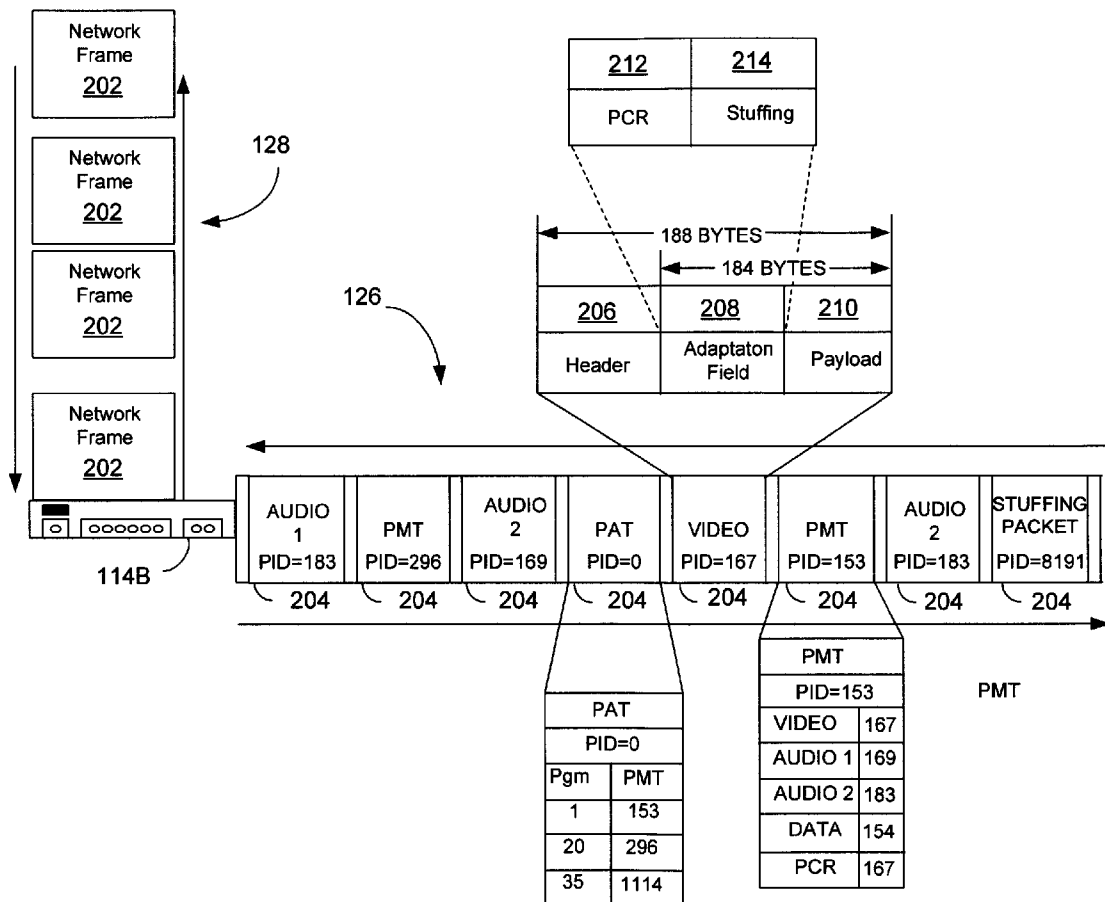 Network
Frame
202
Network
Frame
202
Network
Frame
202
Network
Frame
202
128
114B
212 214
PCR Stuffing
188 BYTES
184 BYTES
126
206 208 210
Header Adaptaton
Field Payload
AUDIO
1
PID=183
PMT
PID=296
AUDIO
2
PID=169
PAT
PID=0
VIDEO
PID=167
PMT
PID=153
AUDIO
2
PID=183
STUFFING
PACKET
PID=8191
204 204 204 204 204 204 204 204
PAT
PID=0
Pgm PMT
1 153
20 296
35 1114
PMT
PID=153
VIDEO 167
AUDIO 1 169
AUDIO 2 183
DATA 154
PCR 167
PMT